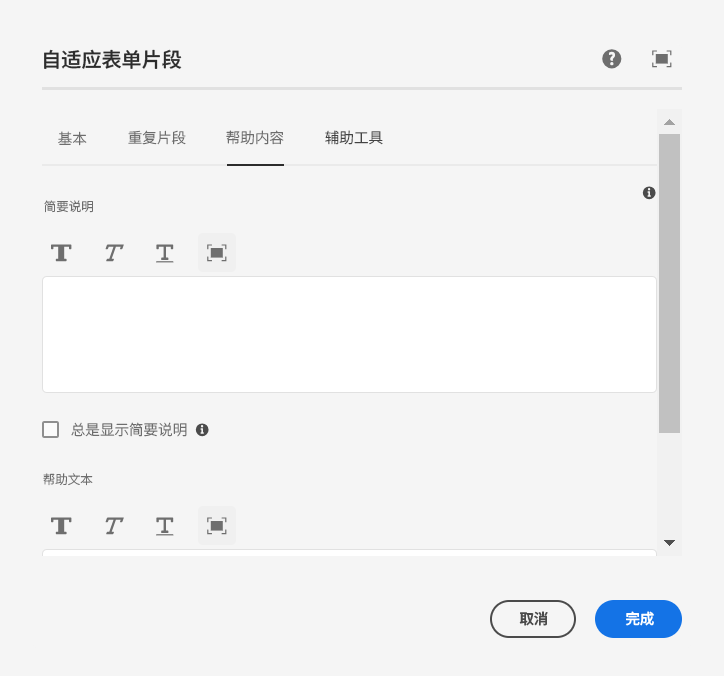 自适应表单片段
基本 重复片段 帮助内容 辅助工具
简要说明
总是显示简要说明
帮助文本
取消 完成